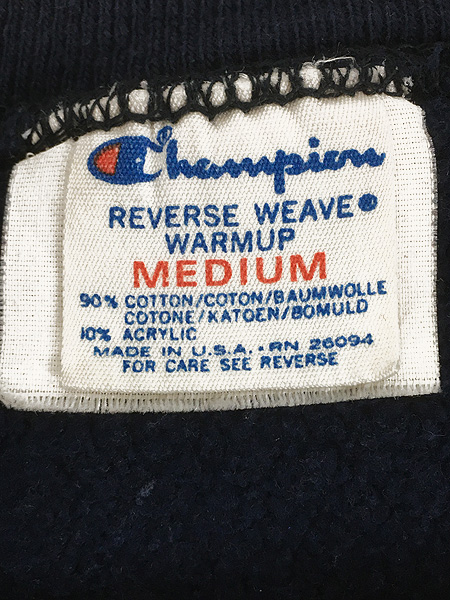 Champion
REVERSE WEAVE®
WARMUP
MEDIUM
90% COTTON/COTON/BAUMWOLLE
COTONE/KATOEN/BOMULD
10% ACRYLIC
MADE IN U.S.A. · RN 26094
FOR CARE SEE REVERSE